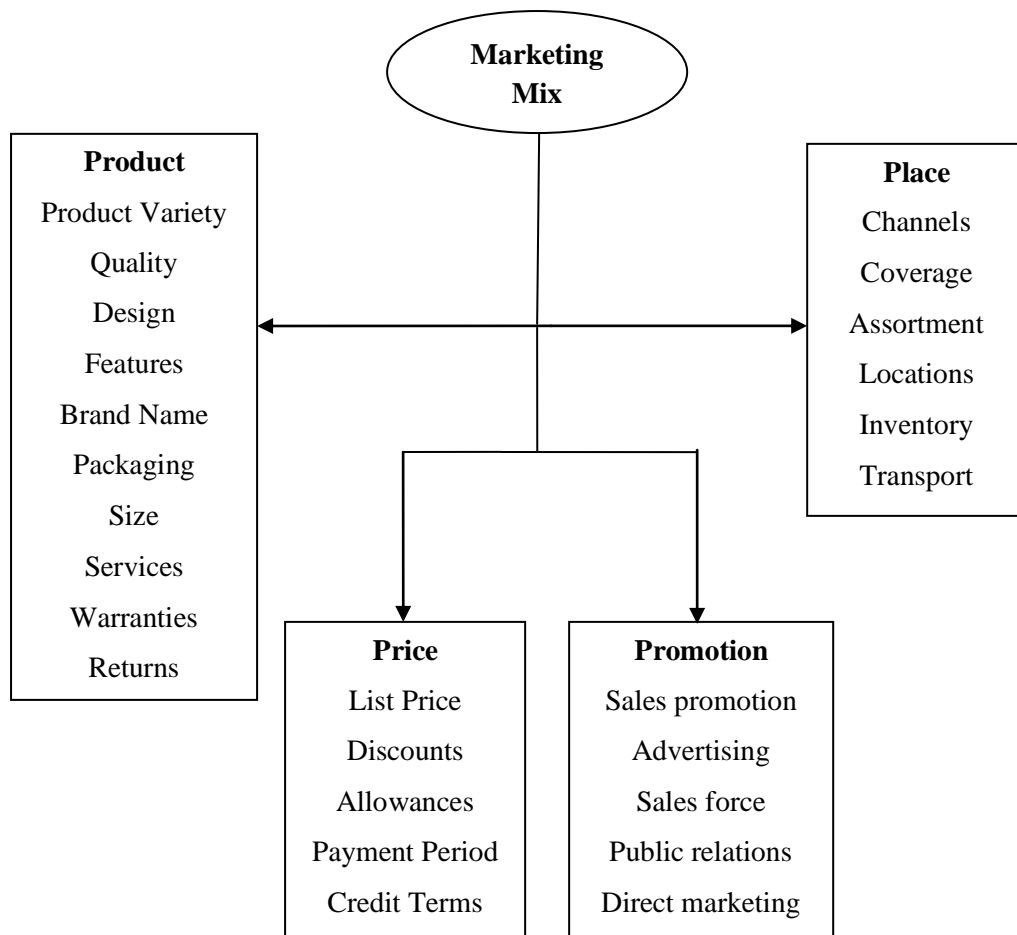 Marketing
Mix
Product
Product Variety
Quality
Design
Features
Brand Name
Packaging
Size
Services
Warranties
Returns
Place
Channels
Coverage
Assortment
Locations
Inventory
Transport
Price
List Price
Discounts
Allowances
Payment Period
Credit Terms
Promotion
Sales promotion
Advertising
Sales force
Public relations
Direct marketing